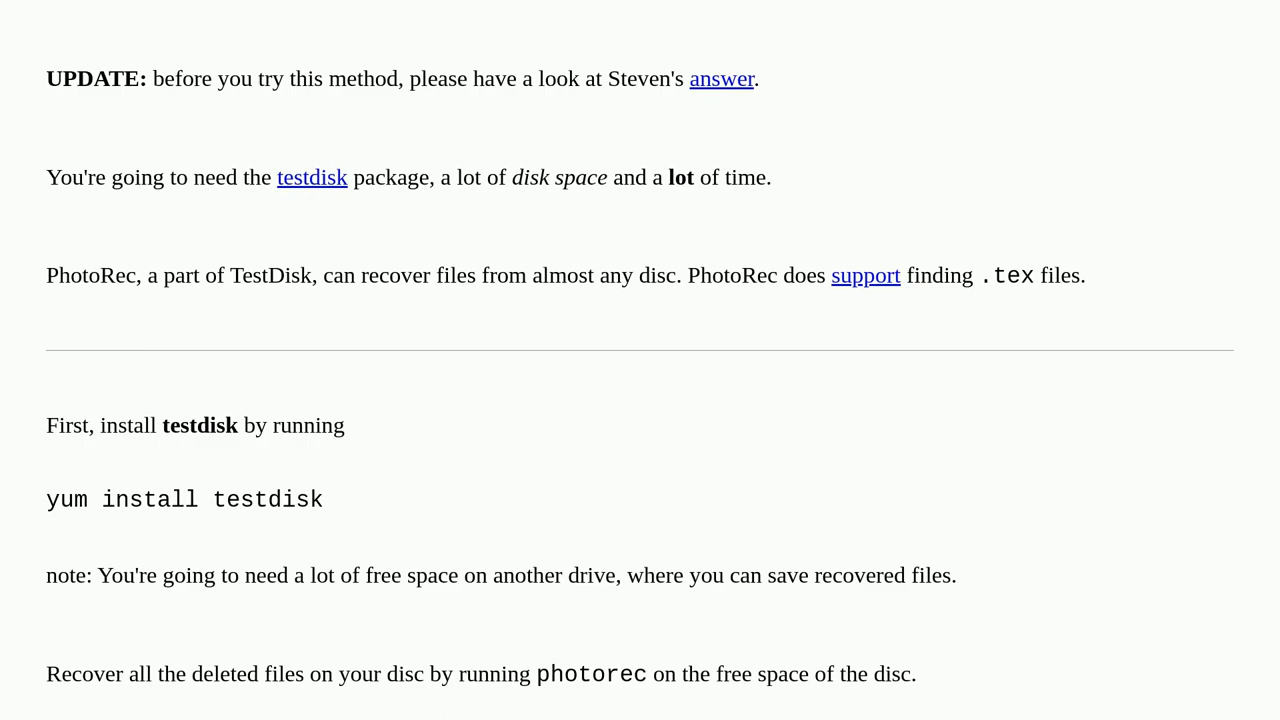 UPDATE: before you try this method, please have a look at Steven's answer.
You're going to need the testdisk package, a lot of disk space and a lot of time.
PhotoRec, a part of TestDisk, can recover files from almost any disc. PhotoRec does support finding .tex files.
First, install testdisk by running
yum install testdisk
note: You're going to need a lot of free space on another drive, where you can save recovered files.
Recover all the deleted files on your disc by running photorec on the free space of the disc.